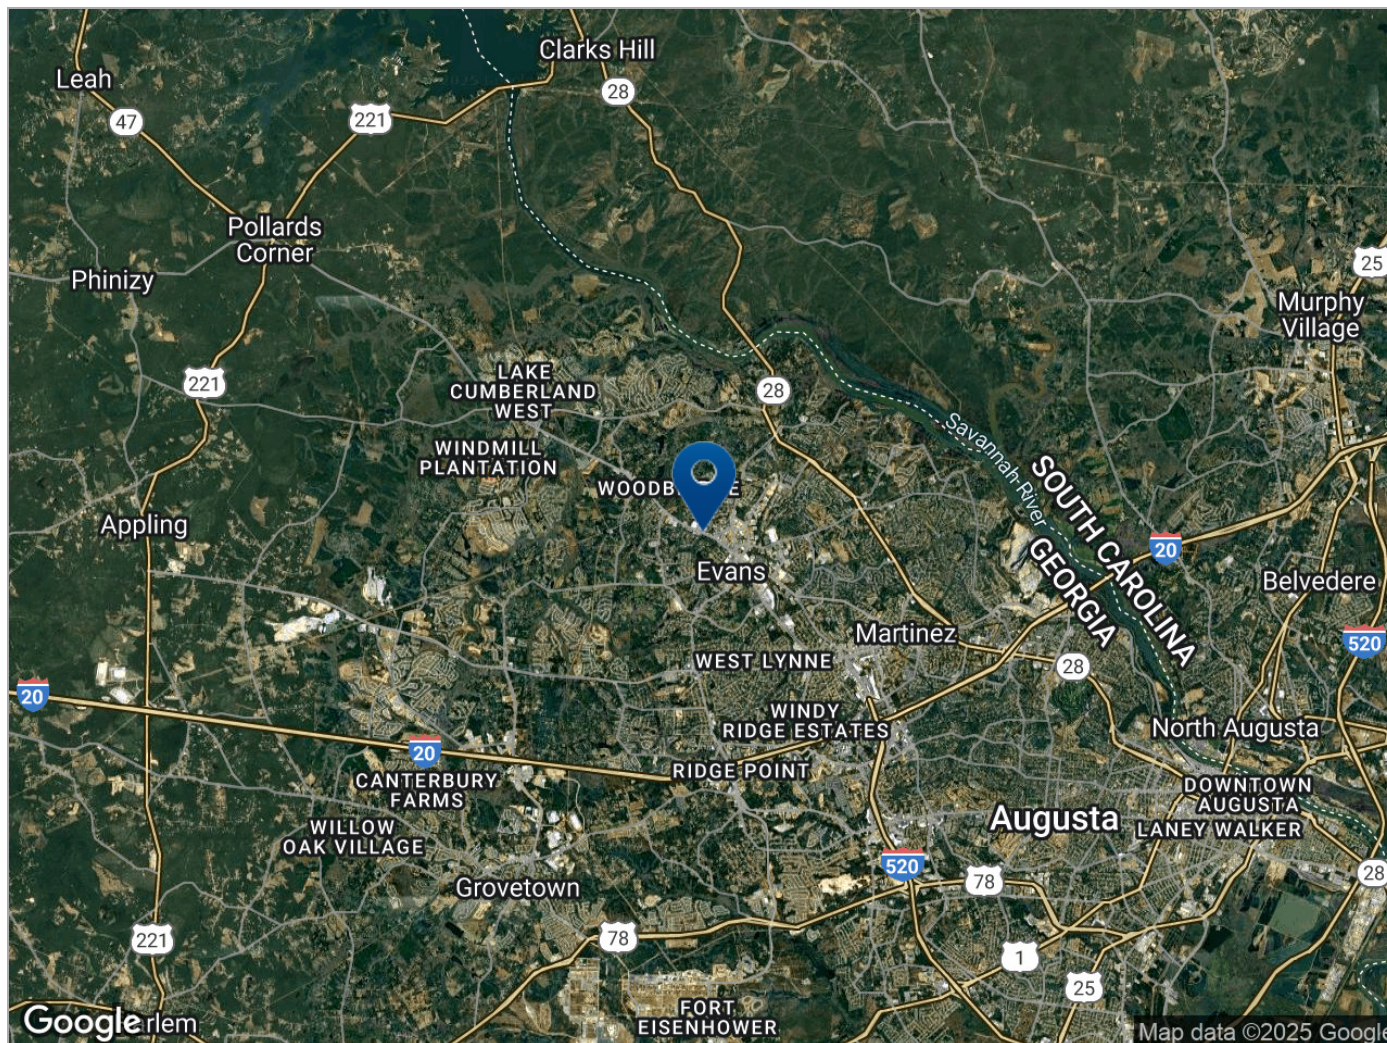 Clarks Hill
Leah
28
47
221
Pollards
Corner
Phinizy
25
Murphy
Village
221
LAKE
CUMBERLAND
WEST
28
Savannah River
WINDMILL
PLANTATION
SOUTH CAROLINA
GEORGIA
Appling
20
Evans
Belvedere
Martinez
520
WEST LYNNE
28
20
WINDY
RIDGE ESTATES
North Augusta
20
RIDGE POINT
CANTERBURY
FARMS
DOWNTOWN
AUGUSTA
Augusta
LANEY WALKER
WILLOW
OAK VILLAGE
520
78
28
Grovetown
221
78
1
25
FORT
EISENHOWER
Google
arlem
Map data ©2025 Google